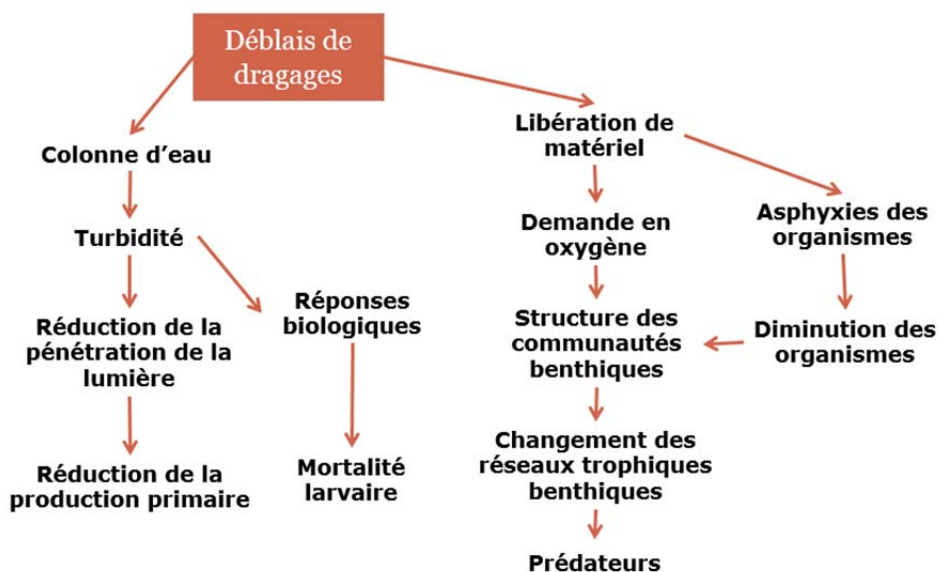 Déblais de
dragages
Colonne d'eau
Turbidité
Réduction de la
pénétration de la
lumière
Réduction de la
production primaire
Réponses
biologiques
Mortalité
larvaire
Libération de
matériel
Demande en
oxygène
Structure des
communautés
benthiques
Changement des
réseaux trophiques
benthiques
Prédateurs
Asphyxies des
organismes
Diminution des
organismes